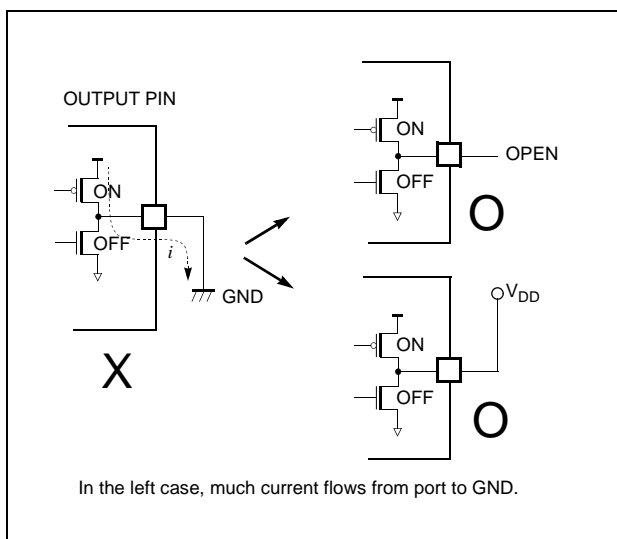 OUTPUT PIN
ON
OFF
i
GND
X
ON
OFF
OPEN
O
VDD
ON
OFF
O
In the left case, much current flows from port to GND.